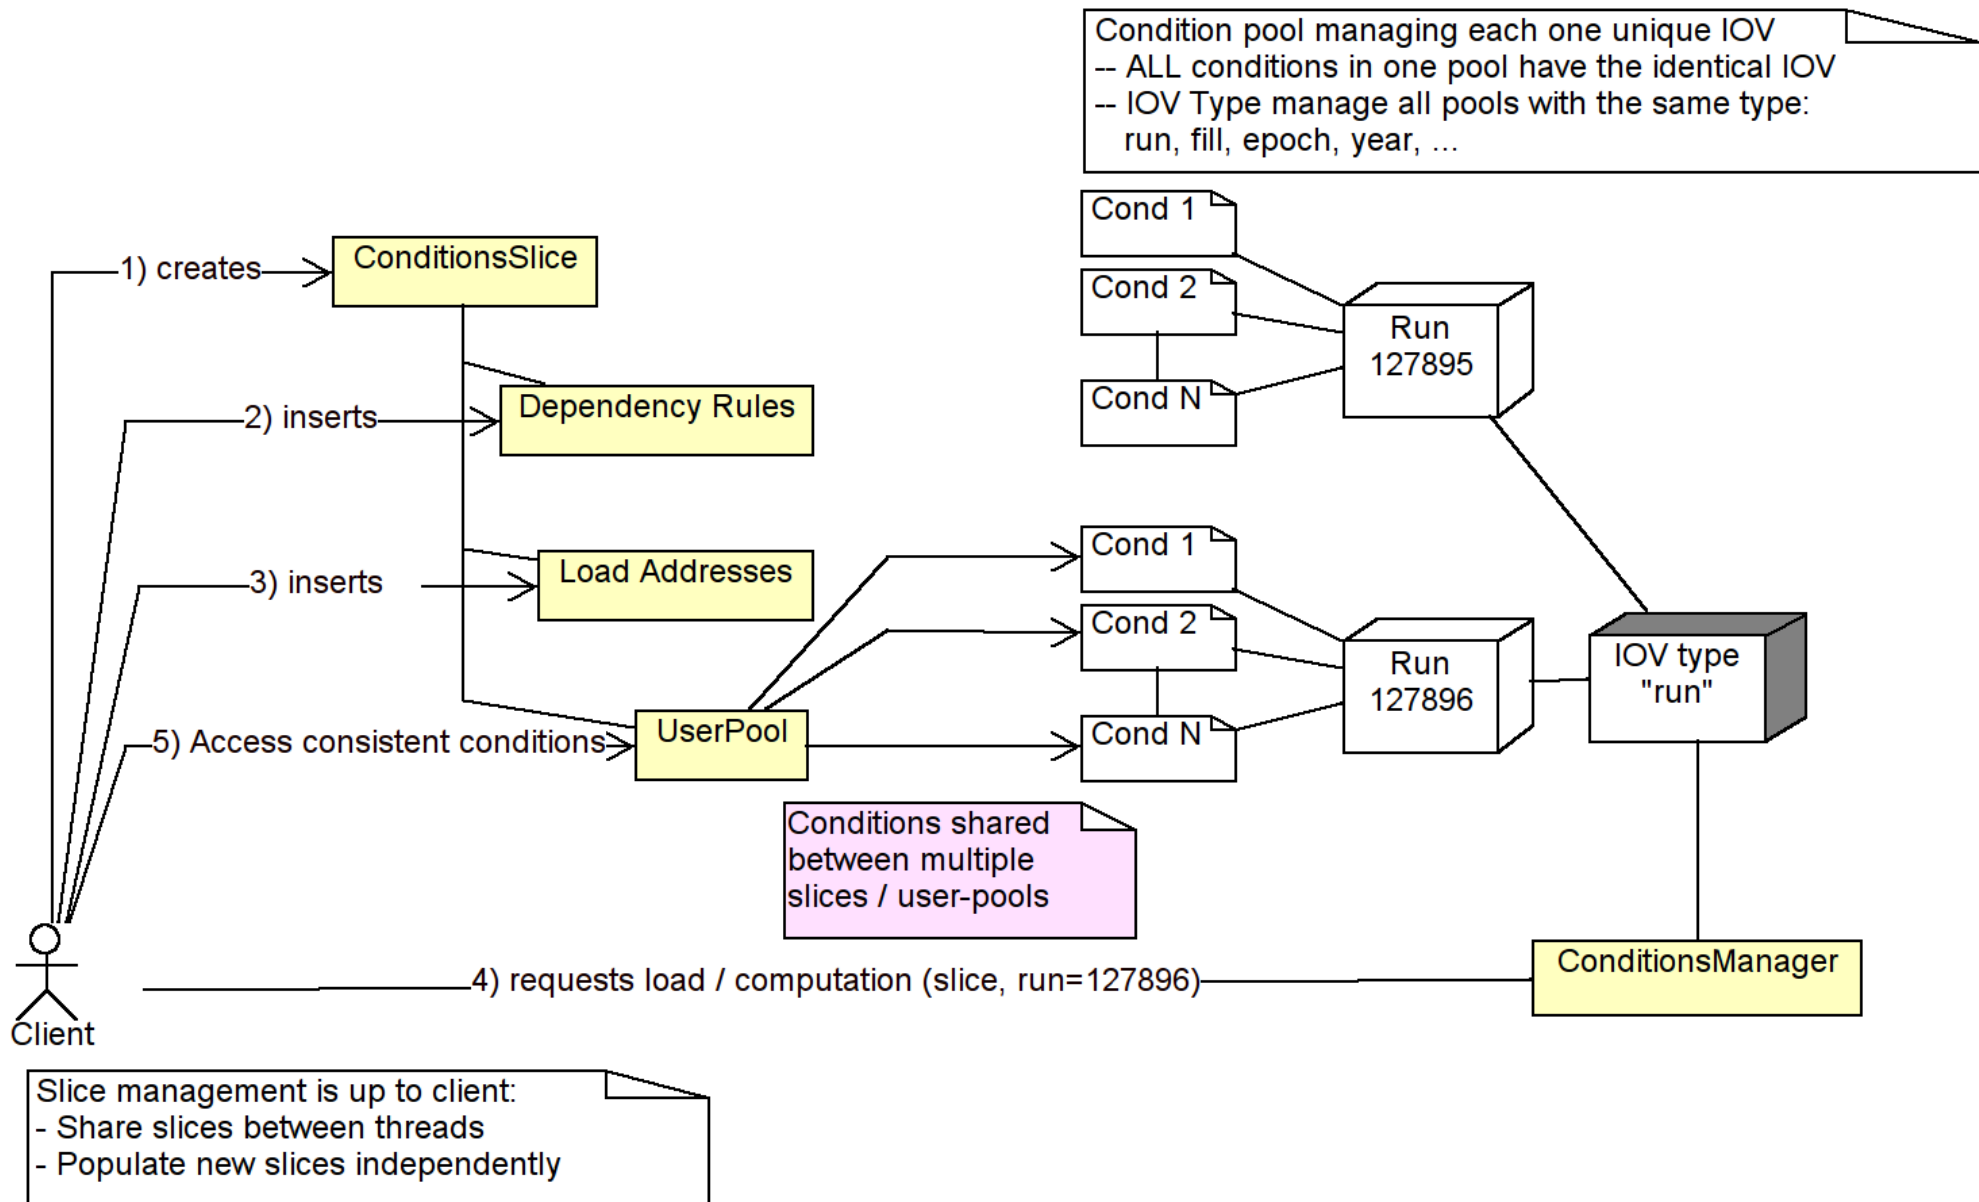 Condition pool managing each one unique IOV
-- ALL conditions in one pool have the identical IOV
-- IOV Type manage all pools with the same type:
run, fill, epoch, year, ...
Cond 1
ConditionsSlice
1) creates
Cond 2
Run
127895
Cond N
Dependency Rules
2) inserts
Cond 1
Load Addresses
3) inserts
Cond 2
Run
127896
IOV type
"run"
UserPool
Cond N
5) Access consistent conditions
Conditions shared
between multiple
slices / user-pools
ConditionsManager
4) requests load / computation (slice, run=127896)
Client
Slice management is up to client:
- Share slices between threads
- Populate new slices independently